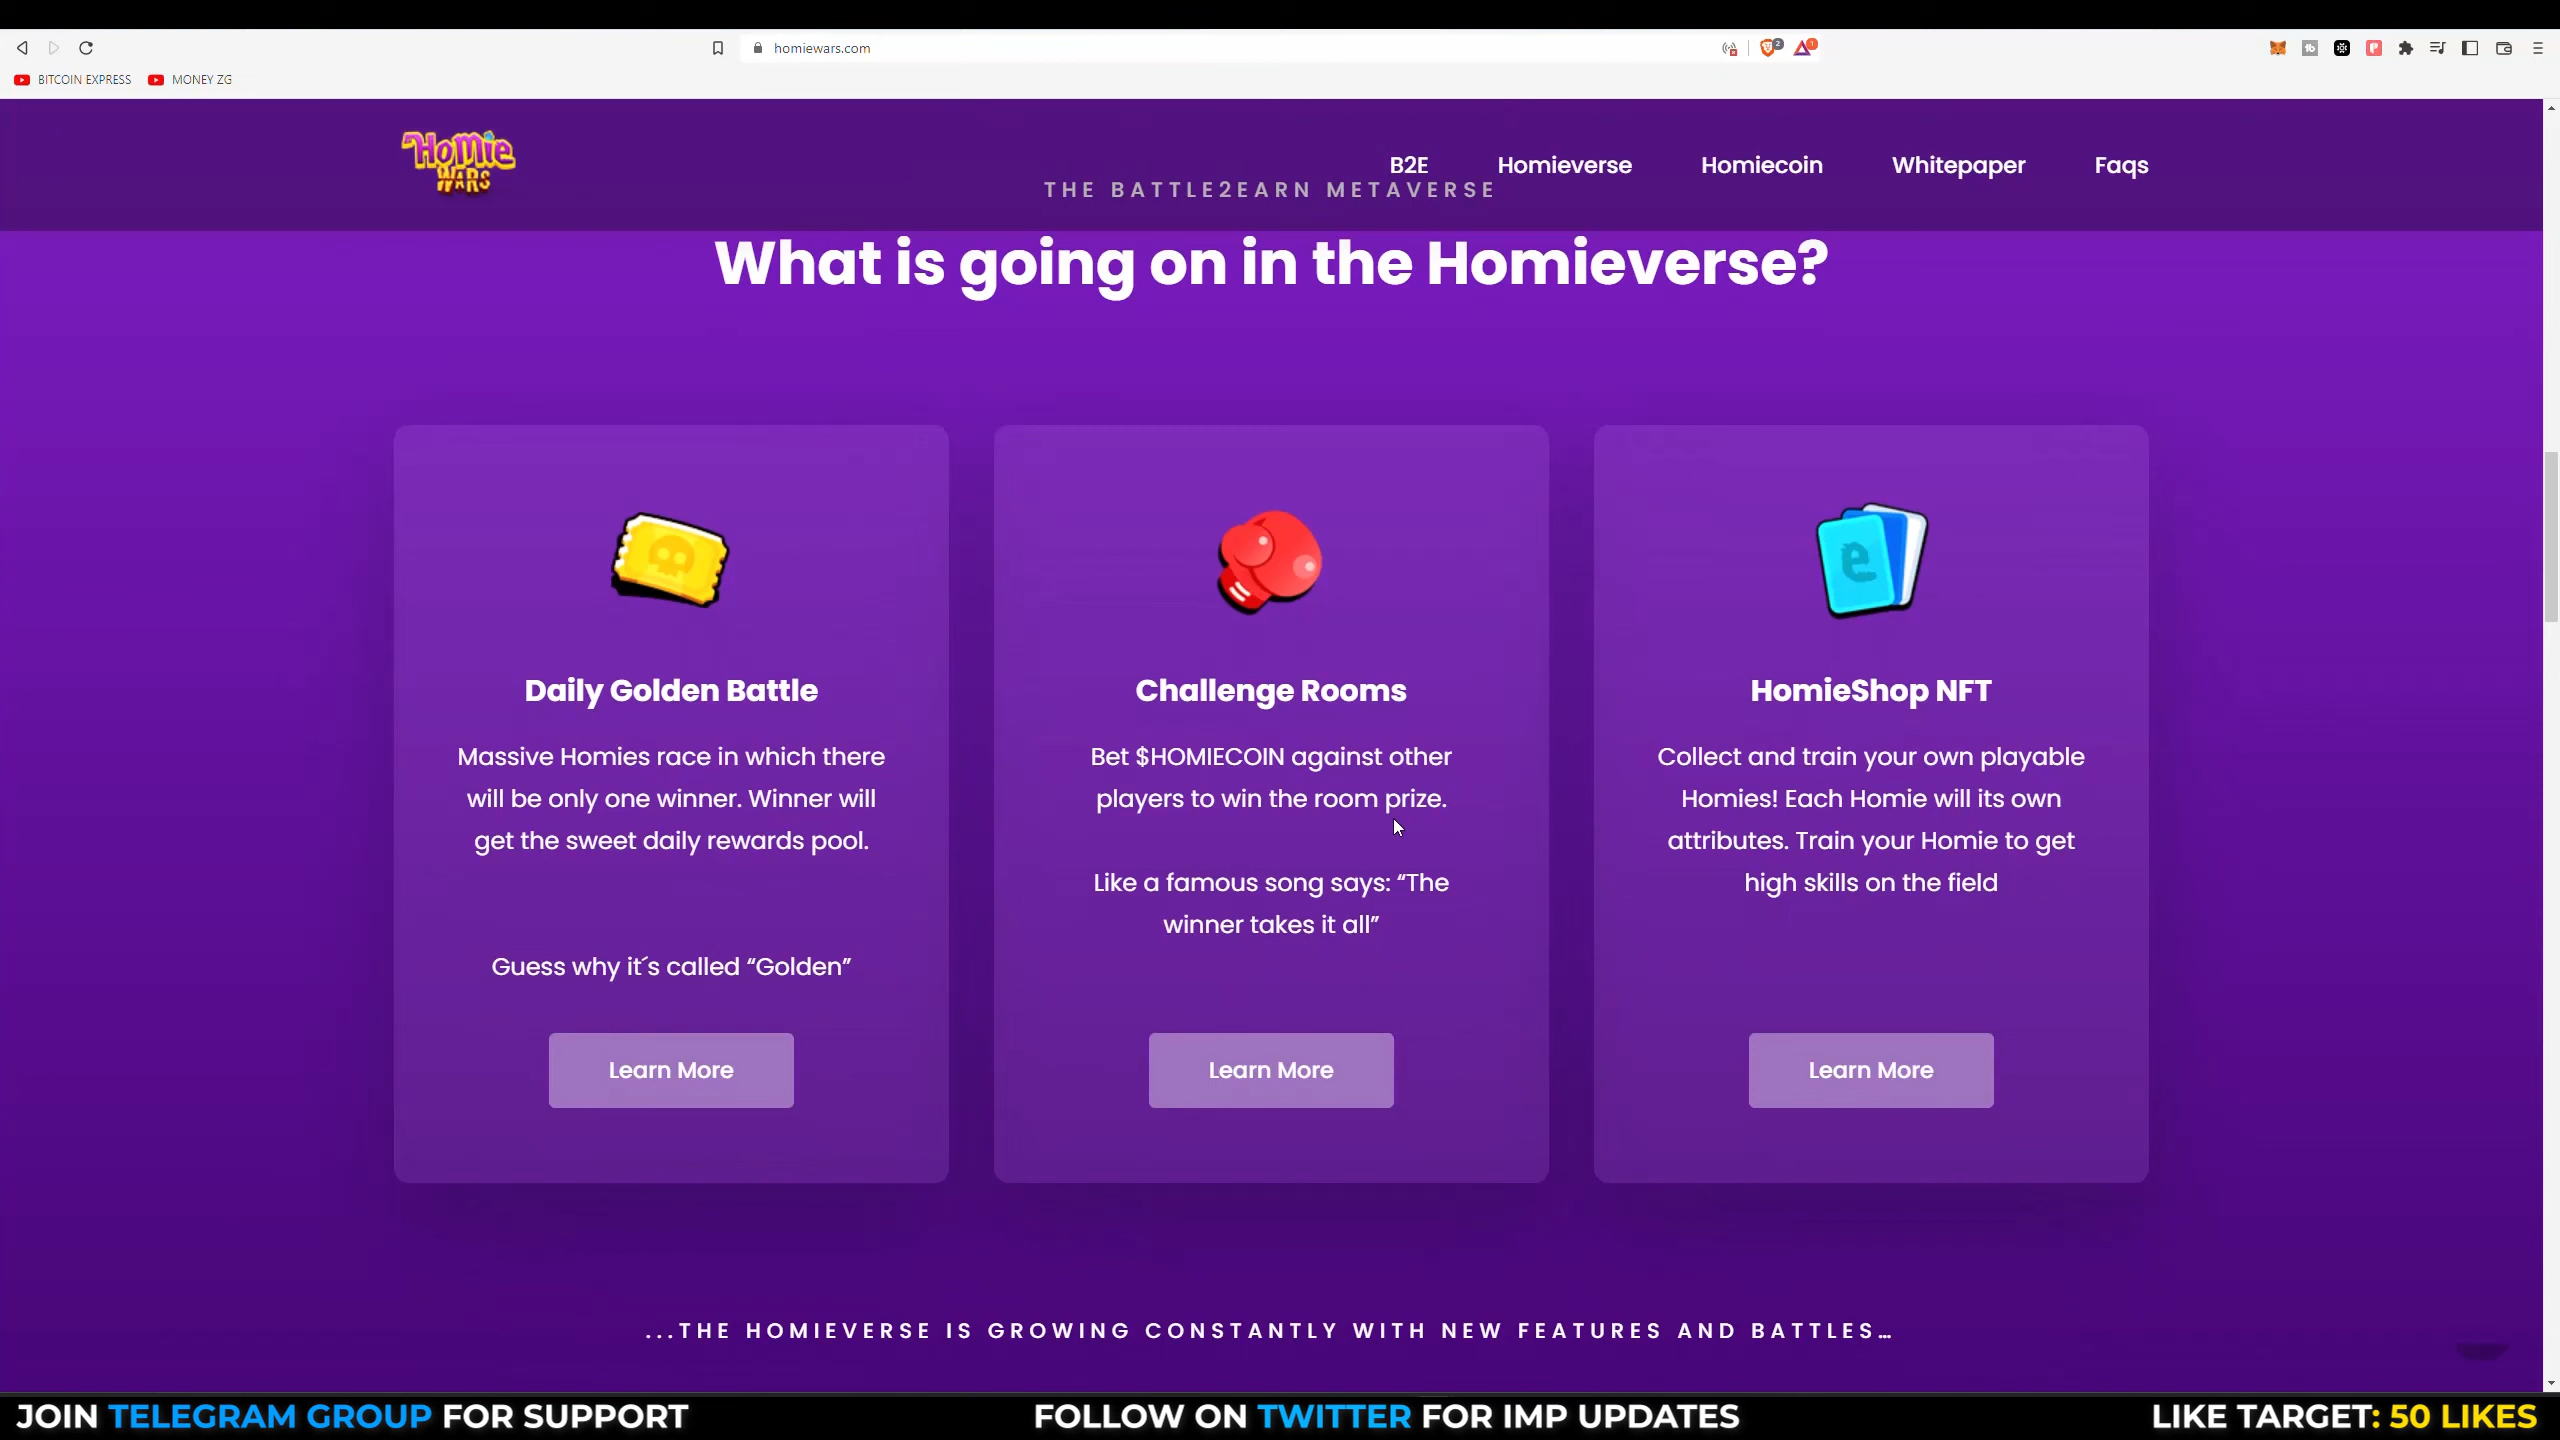 homiewars.com
2
1
BITCOIN EXPRESS
MONEY ZG
Homie
WARS
B2E
Homieverse
Homiecoin
Whitepaper
Faqs
THE BATTLE2EARN METAVERSE
What is going on in the Homieverse?
e
Daily Golden Battle
Massive Homies race in which there
will be only one winner. Winner will
get the sweet daily rewards pool.
Guess why it´s called “Golden”
Learn More
Challenge Rooms
Bet $HOMIECOIN against other
players to win the room prize.
Like a famous song says: “The
winner takes it all”
Learn More
HomieShop NFT
Collect and train your own playable
Homies! Each Homie will its own
attributes. Train your Homie to get
high skills on the field
Learn More
...THE HOMIEVERSE IS GROWING CONSTANTLY WITH NEW FEATURES AND BATTLES…
JOIN TELEGRAM GROUP FOR SUPPORT
FOLLOW ON TWITTER FOR IMP UPDATES
LIKE TARGET: 50 LIKES